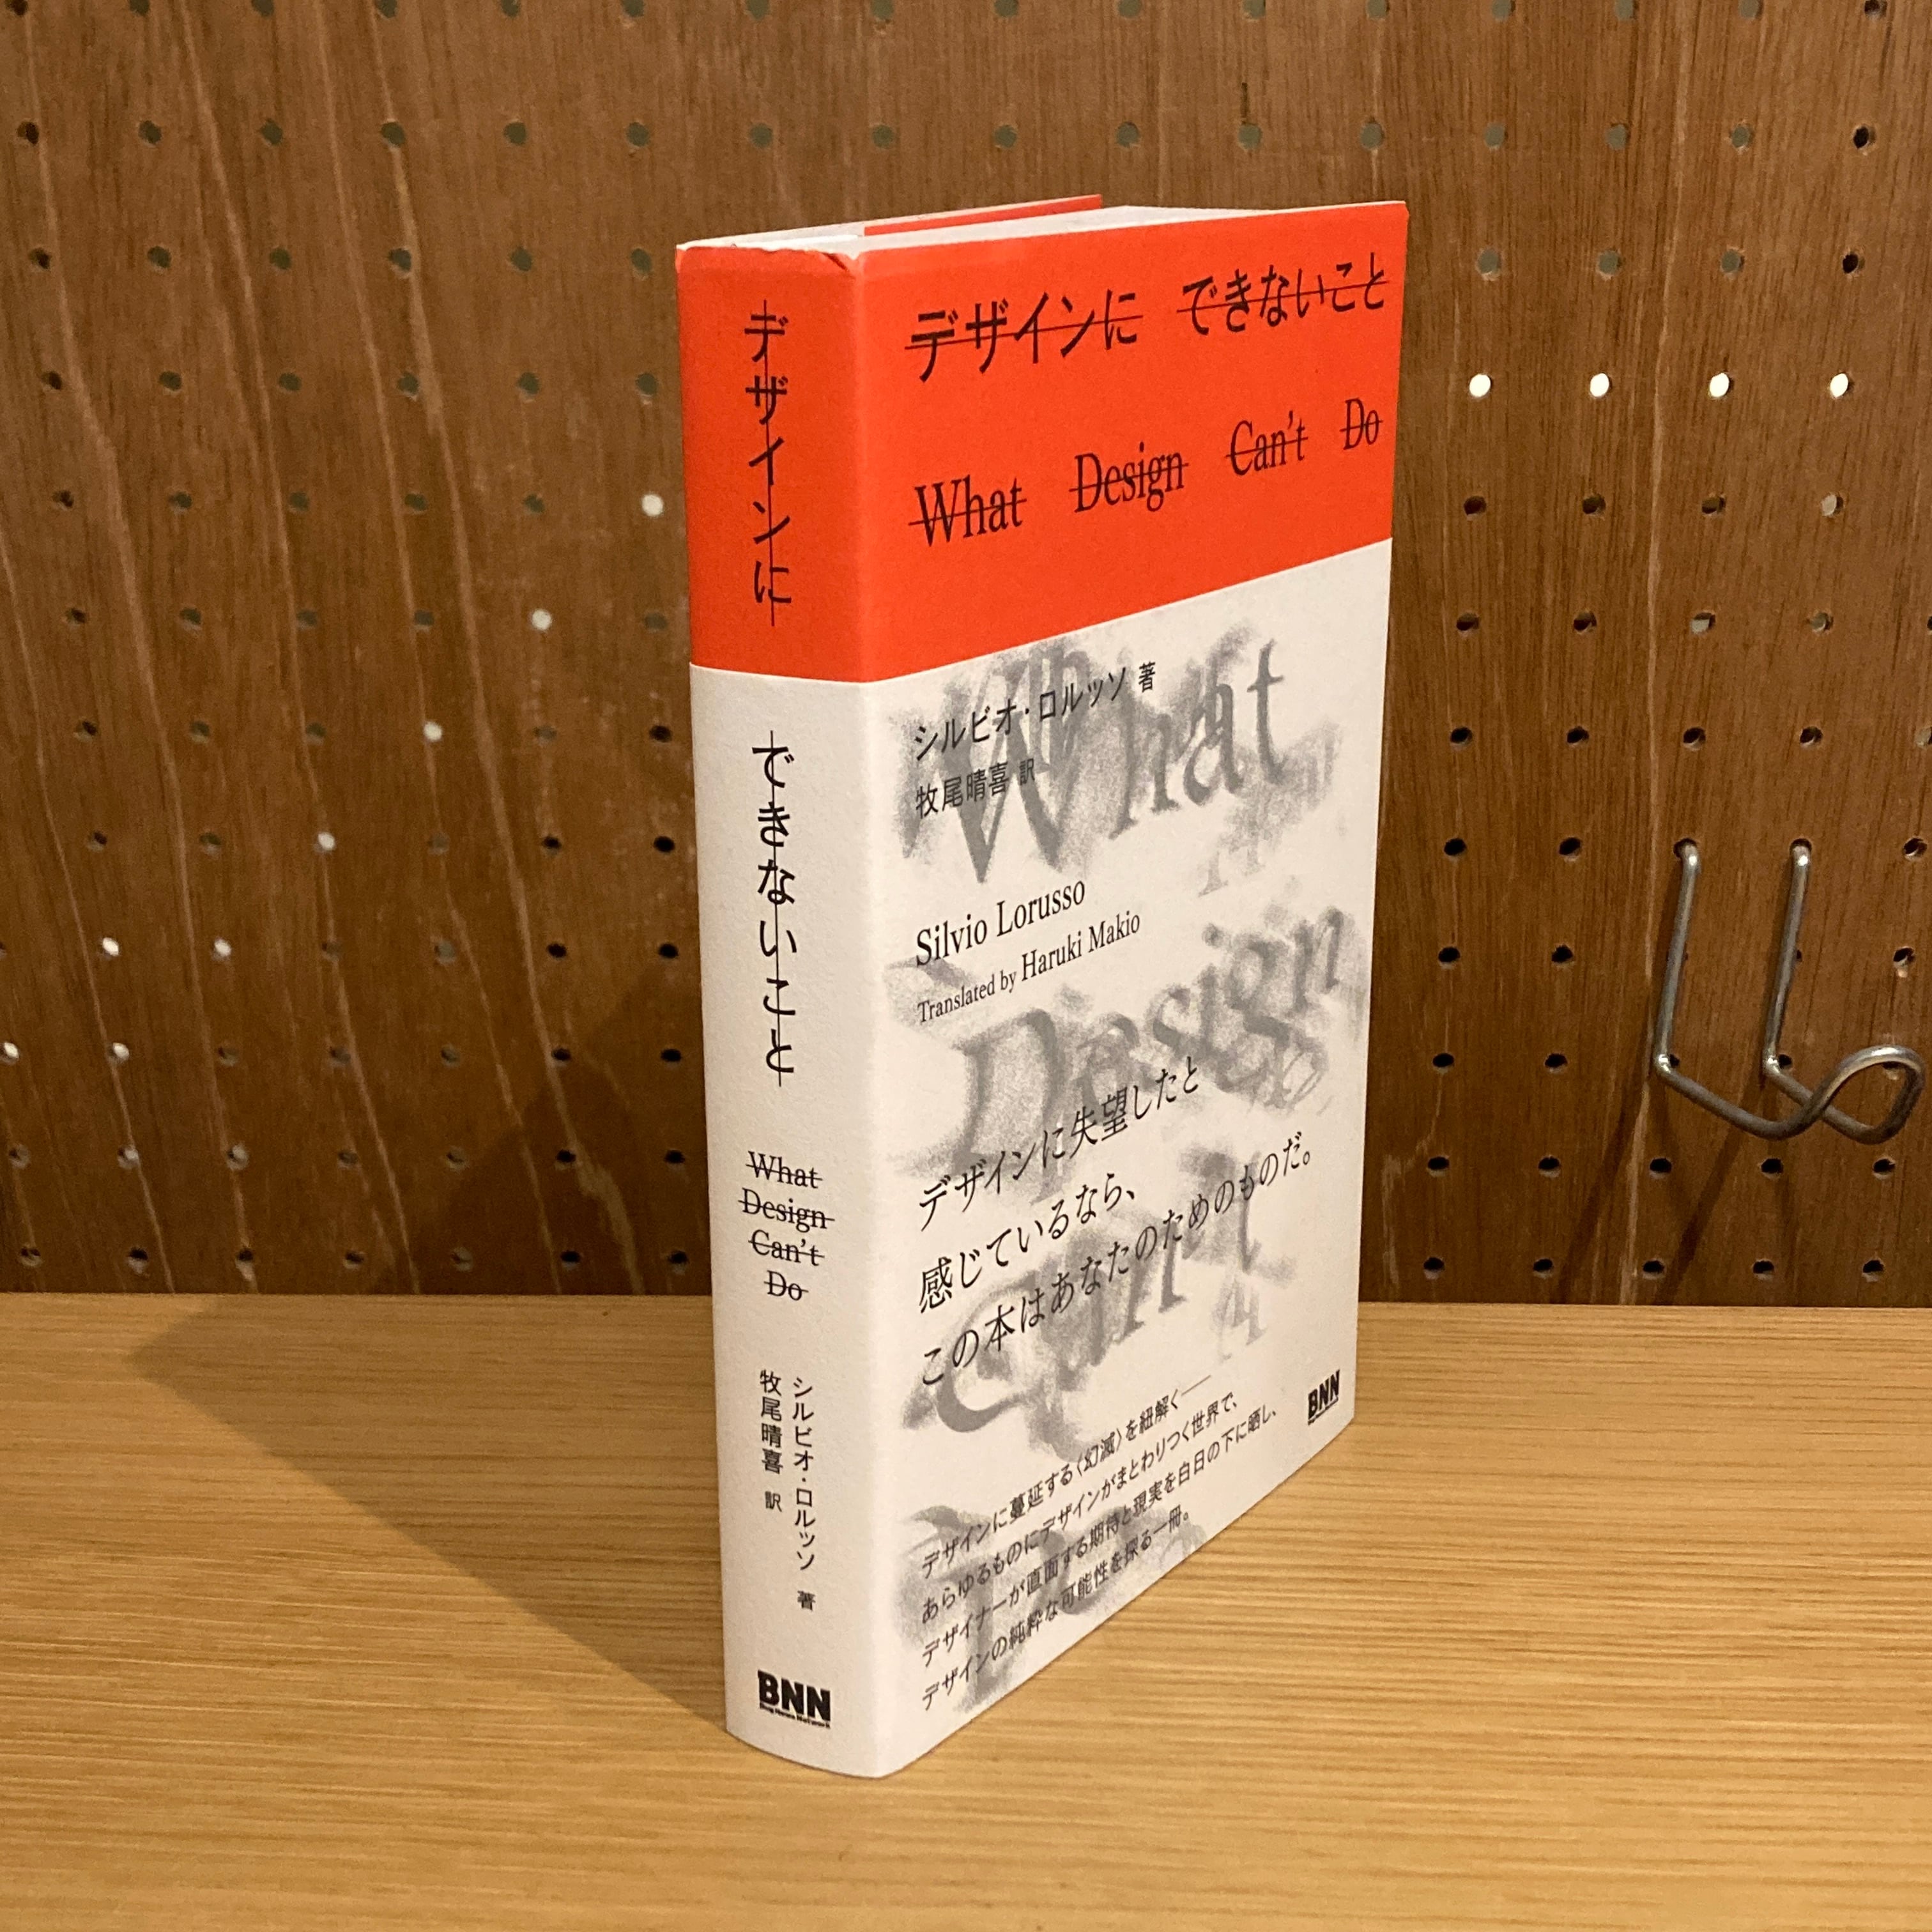 デザインに できないこと
What Design Can't Do
シルビオ・ロルッソ 著
牧尾晴喜 訳
Silvio Lorusso
Translated by Haruki Makio
What
Design
Can't
Do
デザインに失望したと
感じているなら、
この本はあなたのためのものだ。
デザインに蔓延する〈幻滅〉を紐解く——
あらゆるものにデザインがまとわりつく世界で、
デザイナーが直面する期待と現実を白日の下に晒し、
デザインの純粋な可能性を探る一冊。
BNN
デザインに
できないこと
What
Design
Can't
Do
シルビオ・ロルッソ 著
牧尾晴喜 訳
BNN